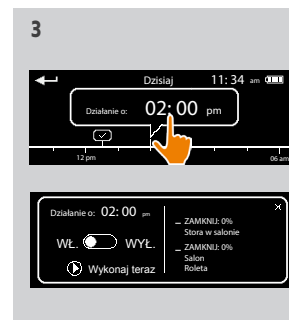 3
Dzisiaj 11:34 am
Działanie o: 02:00 pm
12 pm 06 am
Działanie o: 02:00 pm
WŁ. WYŁ.
Wykonaj teraz
– ZAMKNIJ: 0%
Stora w salonie
– ZAMKNIJ: 0%
Salon
Roleta